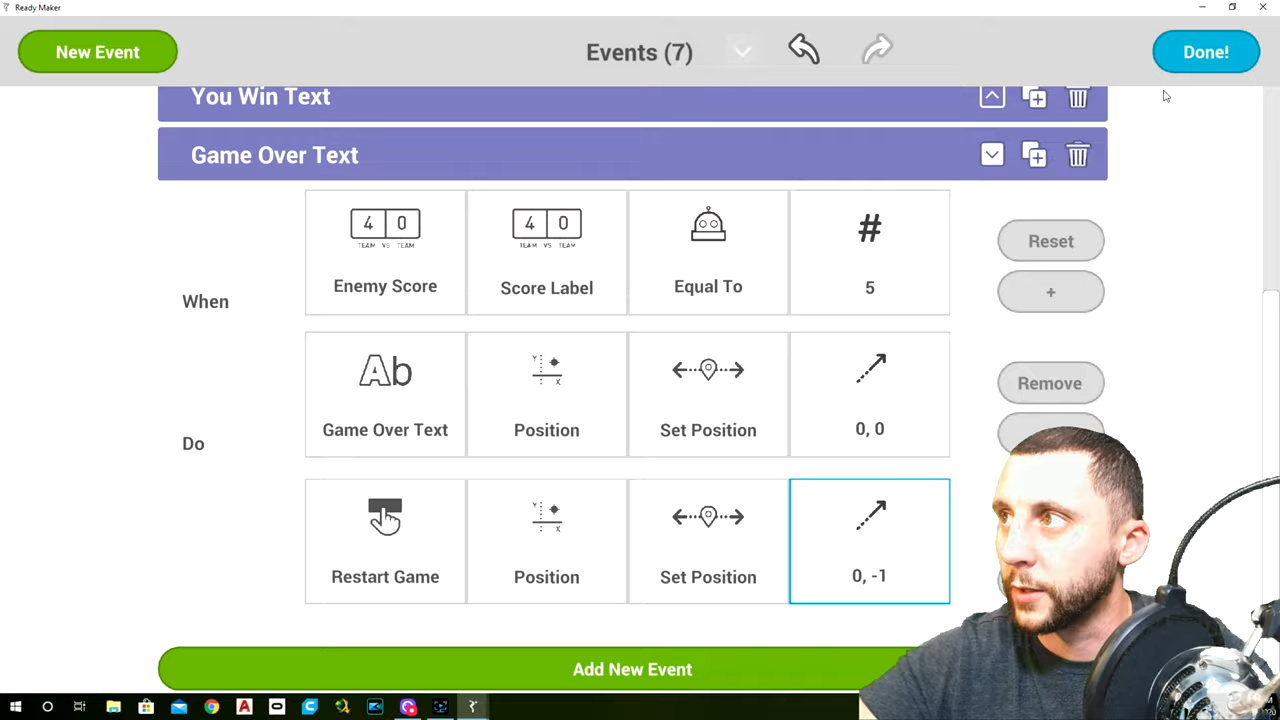 Ready Maker
New Event
Events (7)
Done!
You Win Text
Game Over Text
When
4 0
TEAM VS TEAM
Enemy Score
4 0
TEAM VS TEAM
Score Label
Equal To
#
5
Reset
+
Do
Ab
Game Over Text
Y
X
Position
Set Position
0, 0
Remove
Restart Game
Y
X
Position
Set Position
0, -1
Add New Event